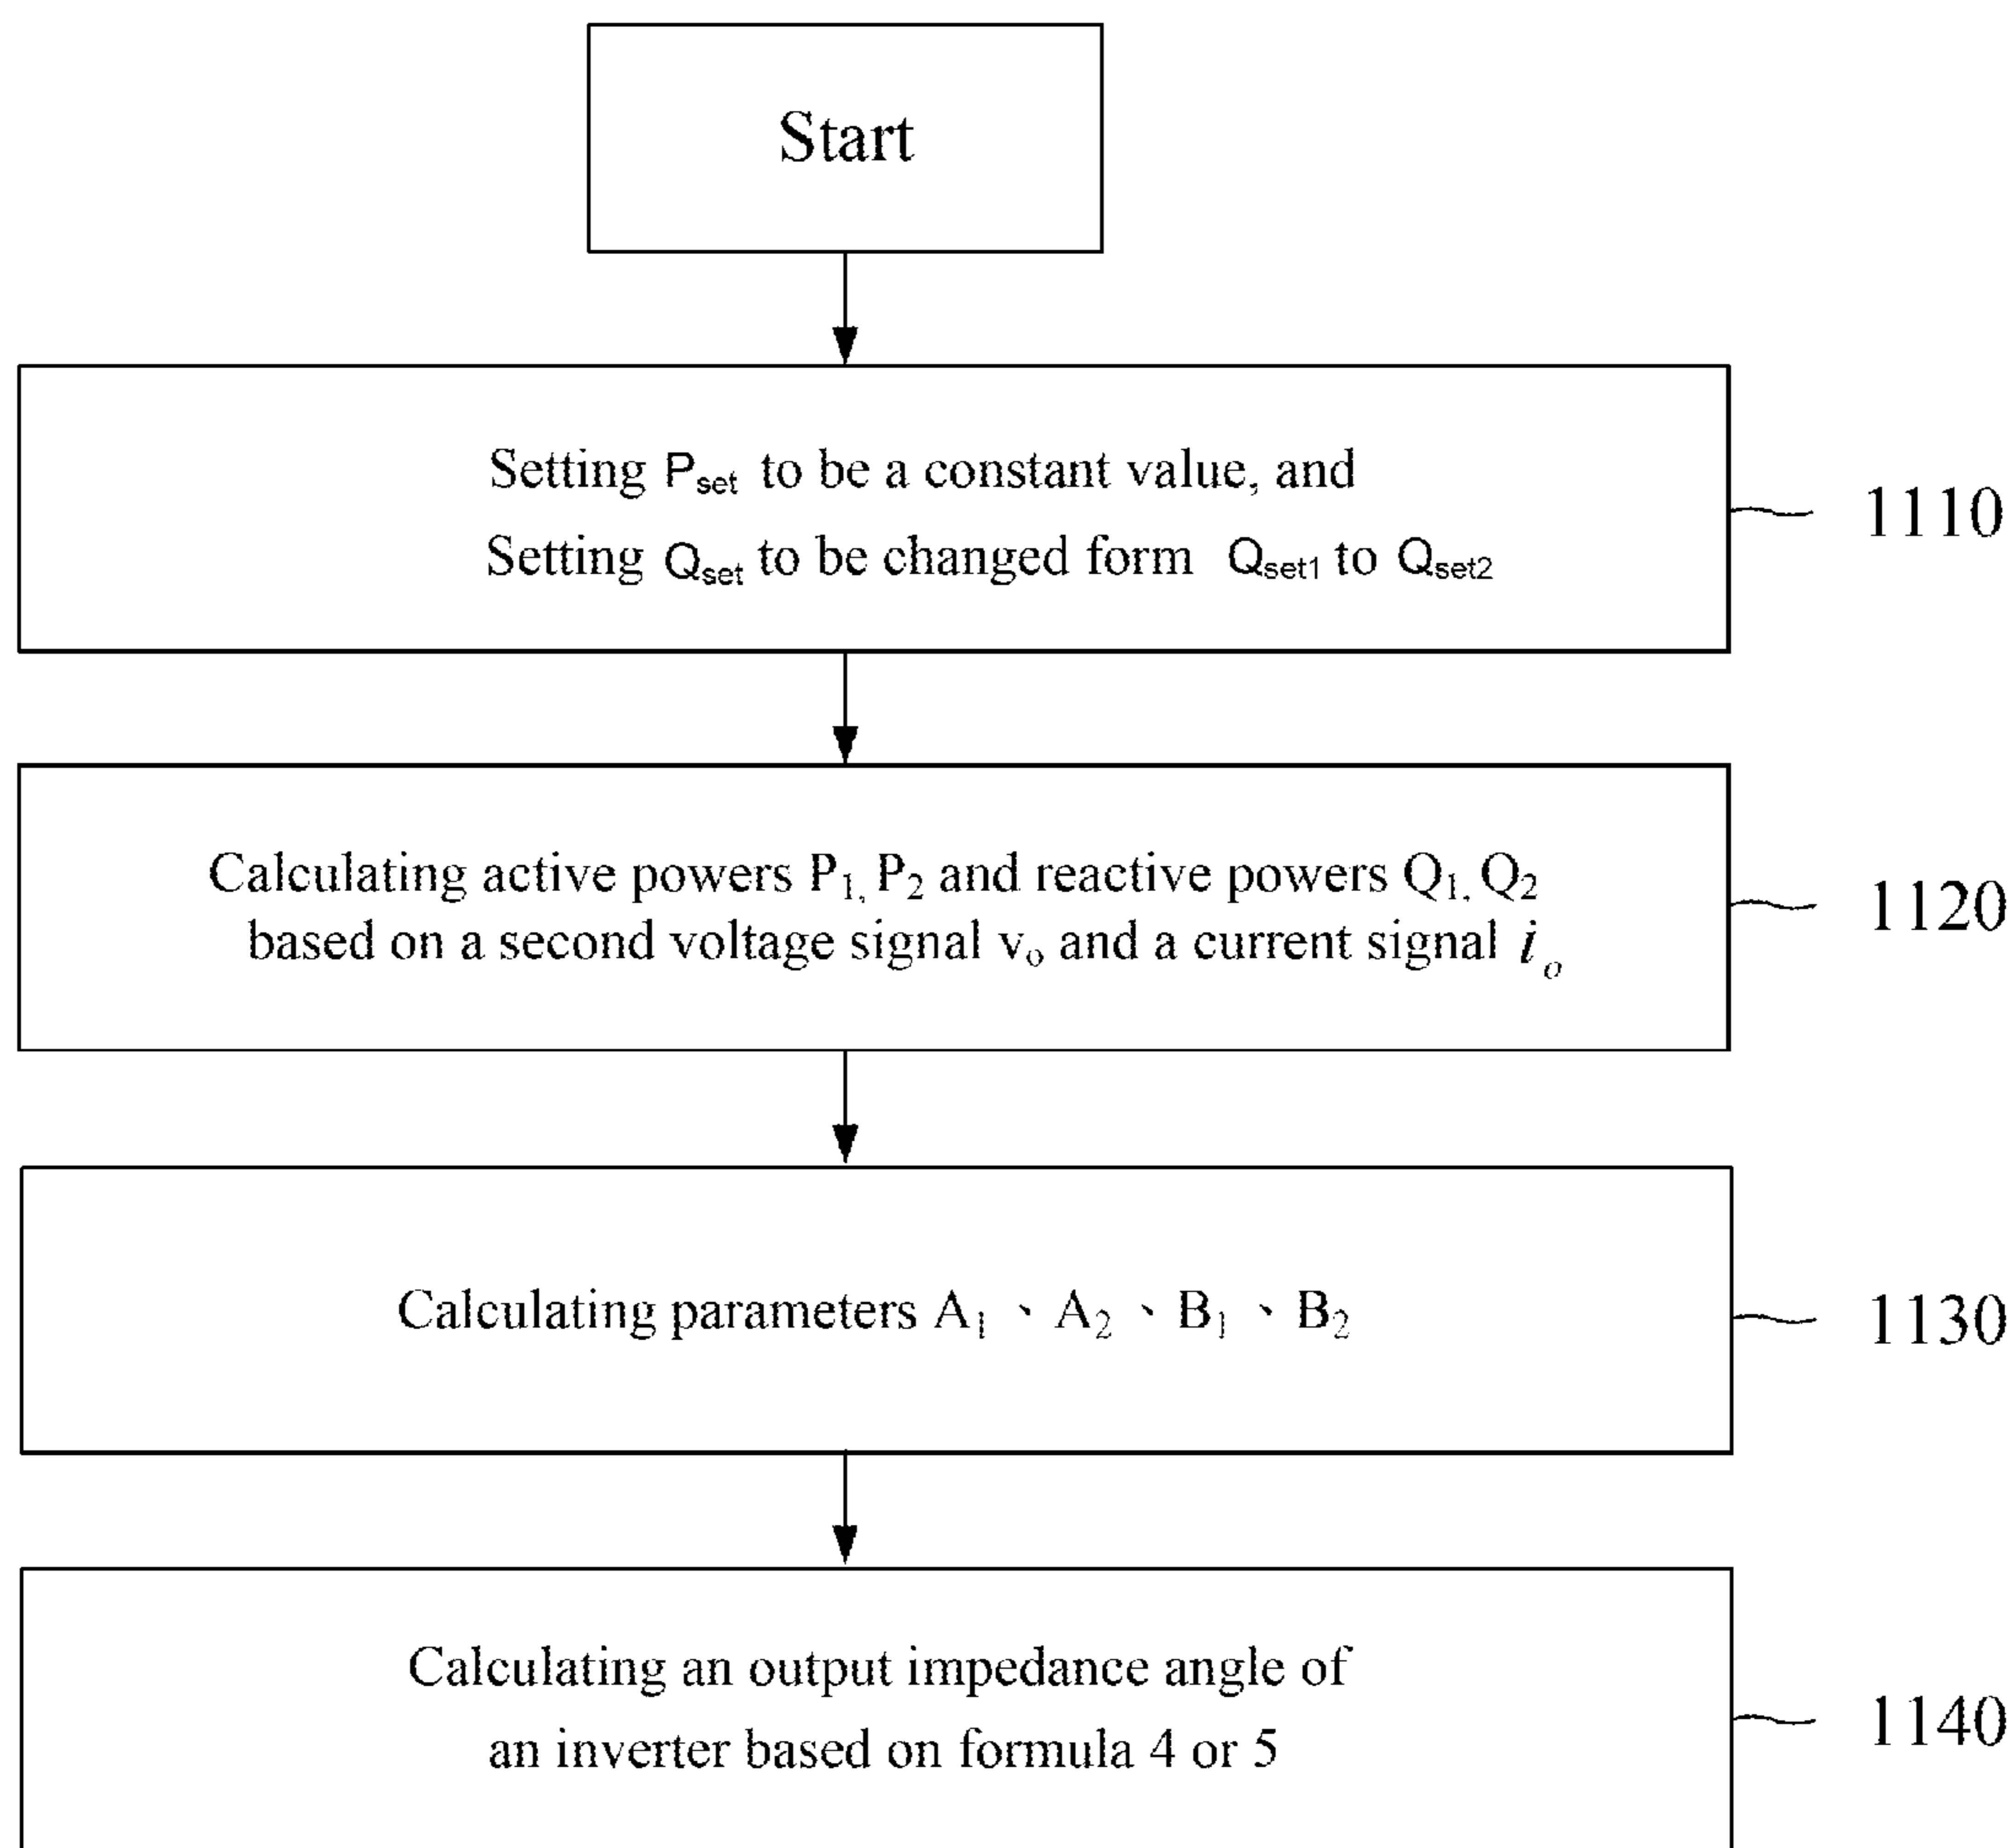 Start
Setting Pset to be a constant value, and
Setting Qset to be changed form Qset1 to Qset2
1110
Calculating active powers P1, P2 and reactive powers Q1, Q2
based on a second voltage signal vo and a current signal io
1120
Calculating parameters A1、A2、B1、B2
1130
Calculating an output impedance angle of
an inverter based on formula 4 or 5
1140